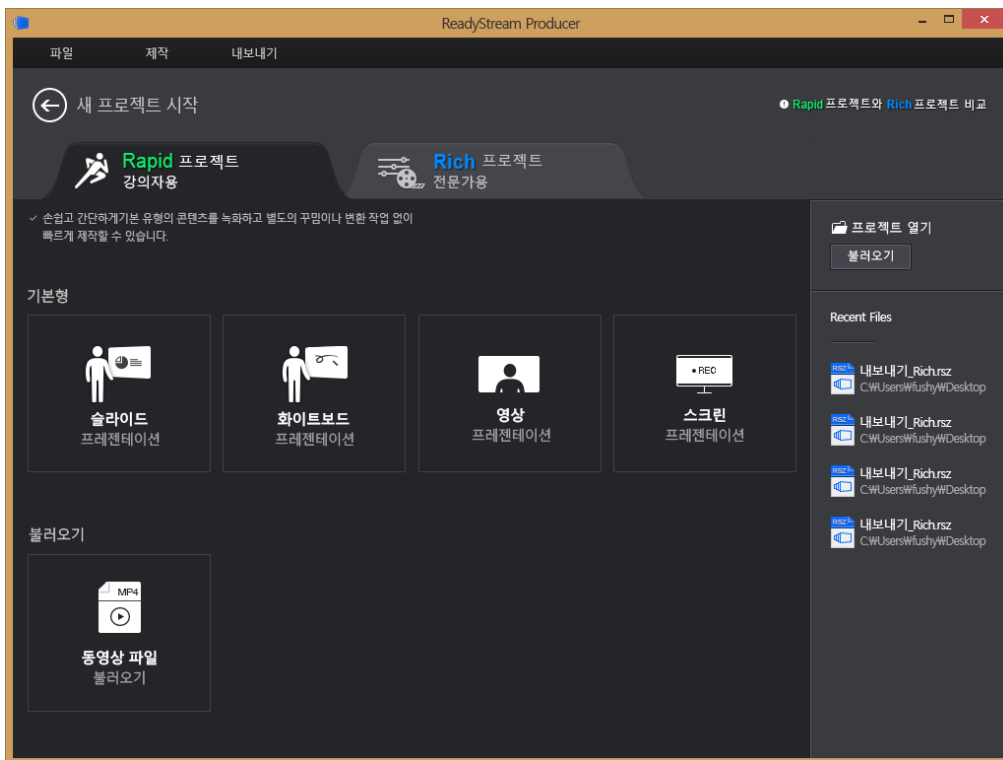 ReadyStream Producer
파일 제작 내보내기
새 프로젝트 시작
Rapid 프로젝트와 Rich 프로젝트 비교
Rapid 프로젝트
강의자용
Rich 프로젝트
전문가용
손쉽고 간단하게기본 유형의 콘텐츠를 녹화하고 별도의 꾸밈이나 변환 작업 없이
빠르게 제작할 수 있습니다.
기본형
슬라이드
프레젠테이션
화이트보드
프레젠테이션
영상
프레젠테이션
• REC
스크린
프레젠테이션
불러오기
MP4
동영상 파일
불러오기
프로젝트 열기
불러오기
Recent Files
RSZ
내보내기_Rich.rsz
C:₩Users₩fushy₩Desktop
RSZ
내보내기_Rich.rsz
C:₩Users₩fushy₩Desktop
RSZ
내보내기_Rich.rsz
C:₩Users₩fushy₩Desktop
RSZ
내보내기_Rich.rsz
C:₩Users₩fushy₩Desktop